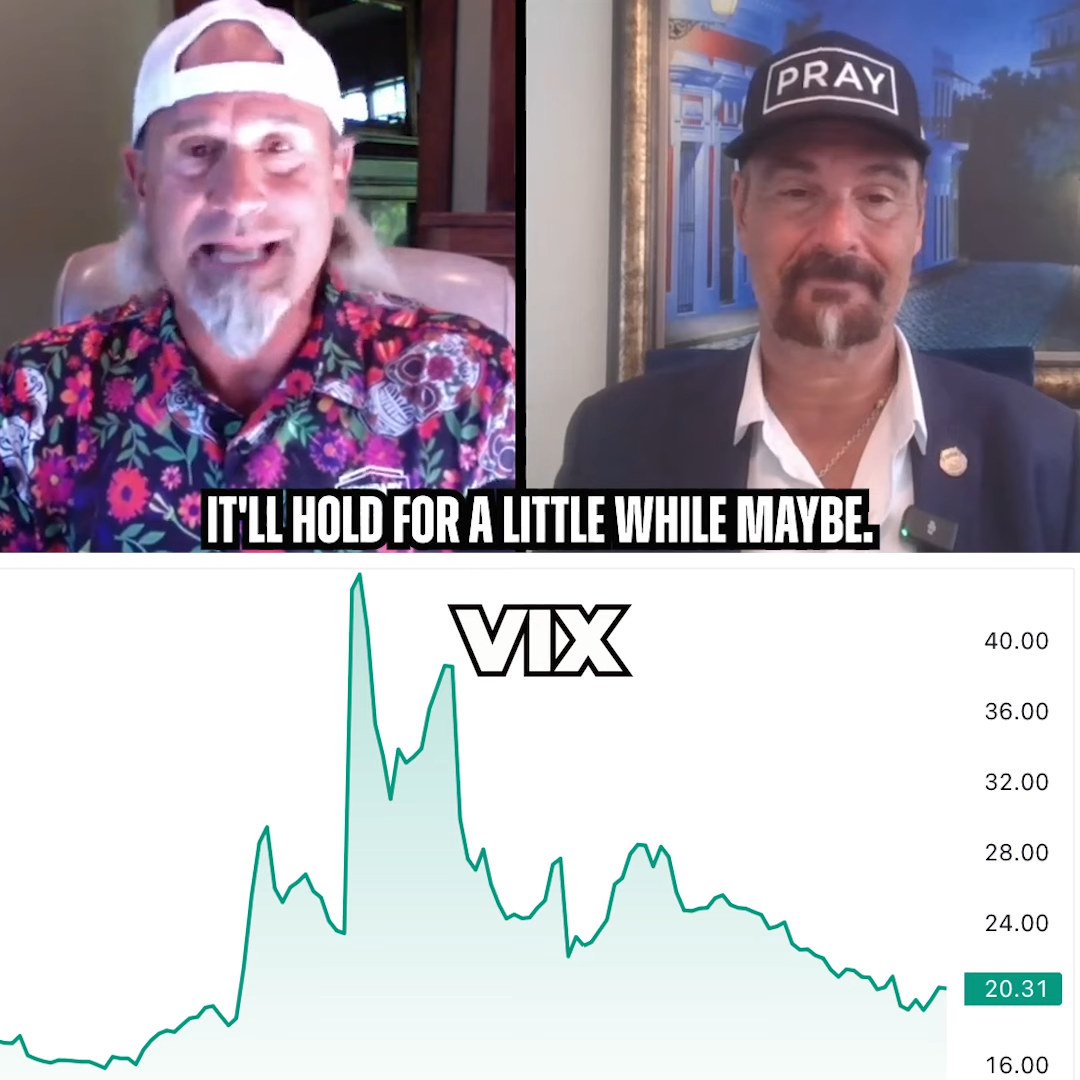 PRAY
IT'LL HOLD FOR A LITTLE WHILE MAYBE.
VIX
40.00
36.00
32.00
28.00
24.00
20.31
16.00